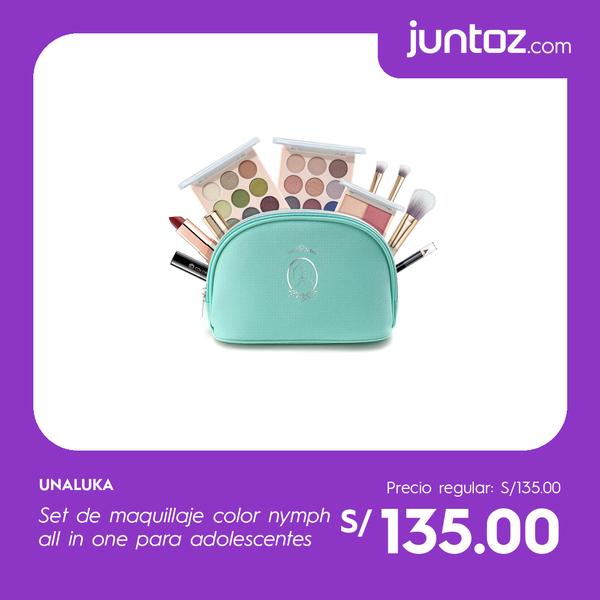 juntoz.com
UNALUKA
Set de maquillaje color nymph
all in one para adolescentes
Precio regular: S/135.00
S/135.00